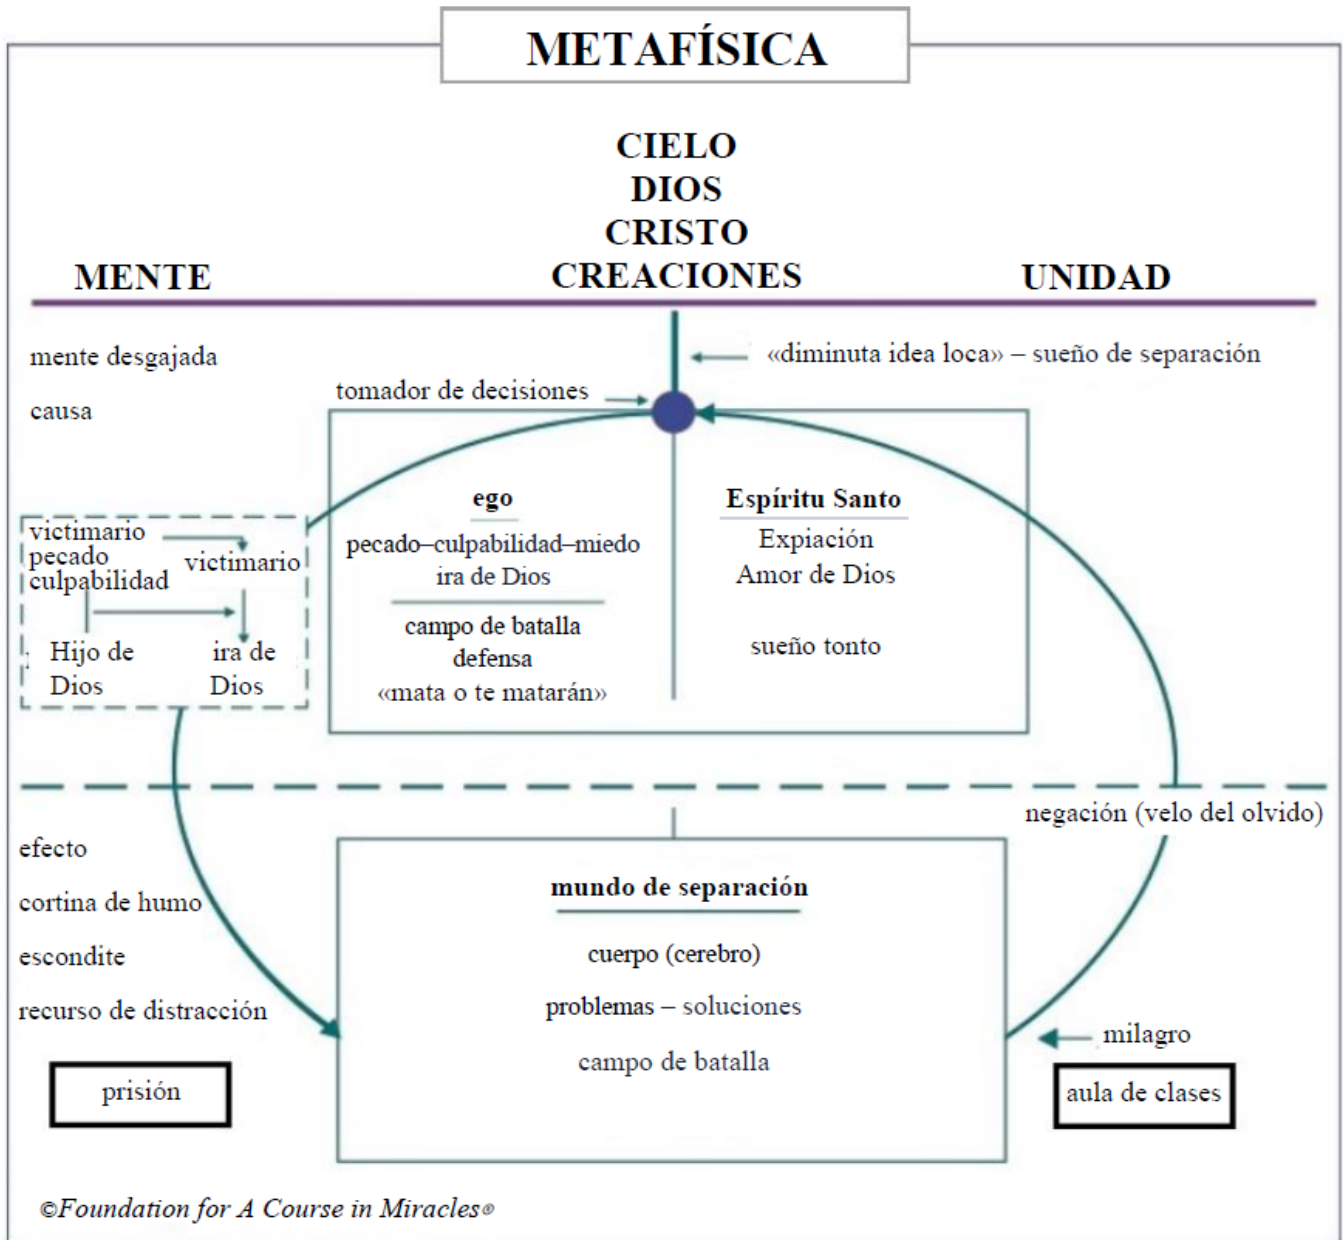 METAFÍSICA
CIELO
DIOS
CRISTO
MENTE
CREACIONES
UNIDAD
mente desgajada
«diminuta idea loca» – sueño de separación
tomador de decisiones
causa
ego
pecado–culpabilidad–miedo
ira de Dios
campo de batalla
defensa
«mata o te matarán»
Espíritu Santo
Expiación
Amor de Dios
sueño tonto
victimario
pecado
culpabilidad
victimario
Hijo de
Dios
ira de
Dios
negación (velo del olvido)
efecto
cortina de humo
escondite
recurso de distracción
prisión
mundo de separación
cuerpo (cerebro)
problemas – soluciones
campo de batalla
milagro
aula de clases
©Foundation for A Course in Miracles®